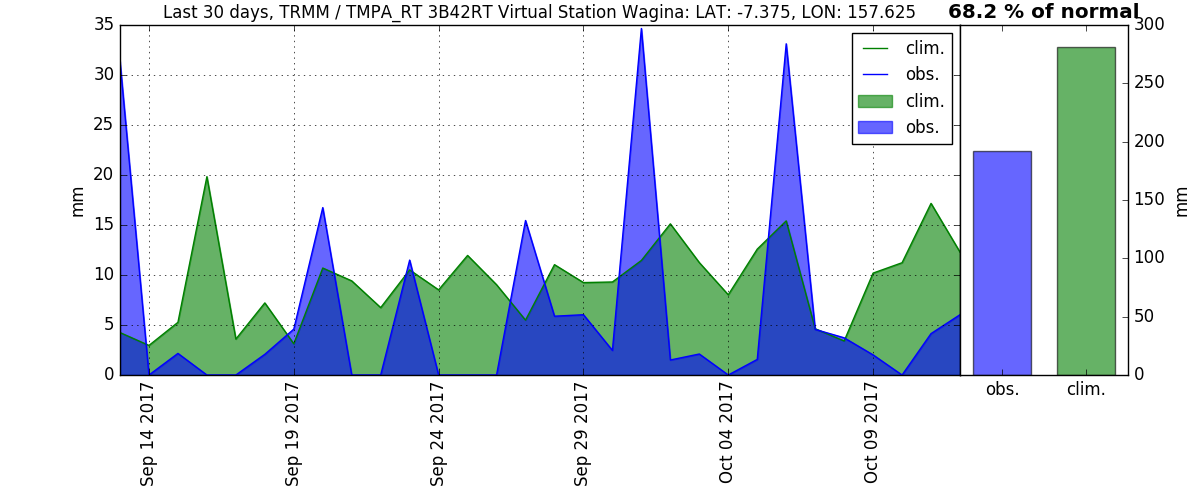 Last 30 days, TRMM / TMPA_RT 3B42RT Virtual Station Wagina: LAT: -7.375, LON: 157.625
68.2 % of normal
35
30
25
20
15
10
5
0
mm
clim.
obs.
clim.
obs.
300
250
200
150
100
50
0
mm
Sep 14 2017
Sep 19 2017
Sep 24 2017
Sep 29 2017
Oct 04 2017
Oct 09 2017
obs.
clim.